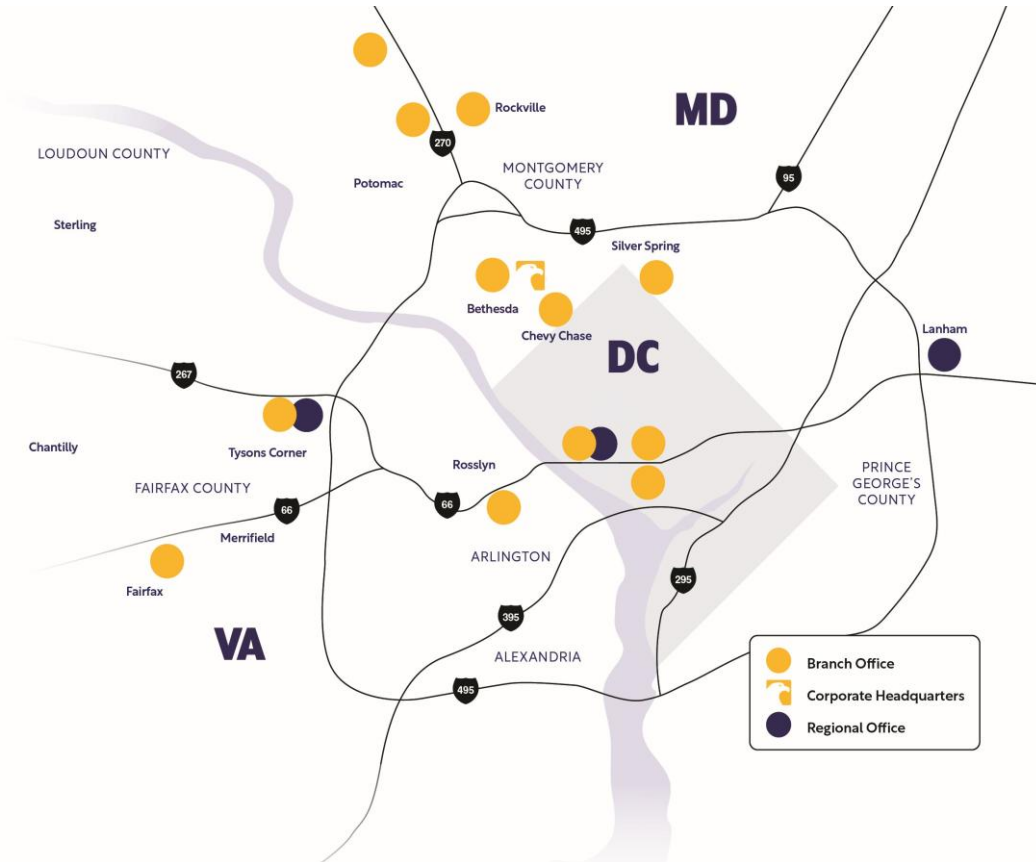 Rockville
MD
270
LOUDOUN COUNTY
MONTGOMERY
COUNTY
95
Potomac
Sterling
495
Silver Spring
Bethesda
Chevy Chase
Lanham
DC
267
Chantilly
Tysons Corner
Rosslyn
FAIRFAX COUNTY
PRINCE
GEORGE'S
COUNTY
66
66
Merrifield
ARLINGTON
Fairfax
295
395
VA
ALEXANDRIA
495
Branch Office
Corporate Headquarters
Regional Office